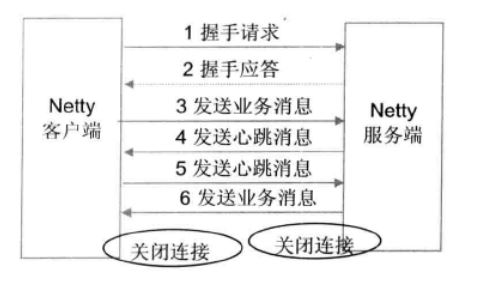 1 握手请求
2 握手应答
3 发送业务消息
4 发送心跳消息
5 发送心跳消息
6 发送业务消息
Netty
客户端
Netty
服务端
关闭连接
关闭连接